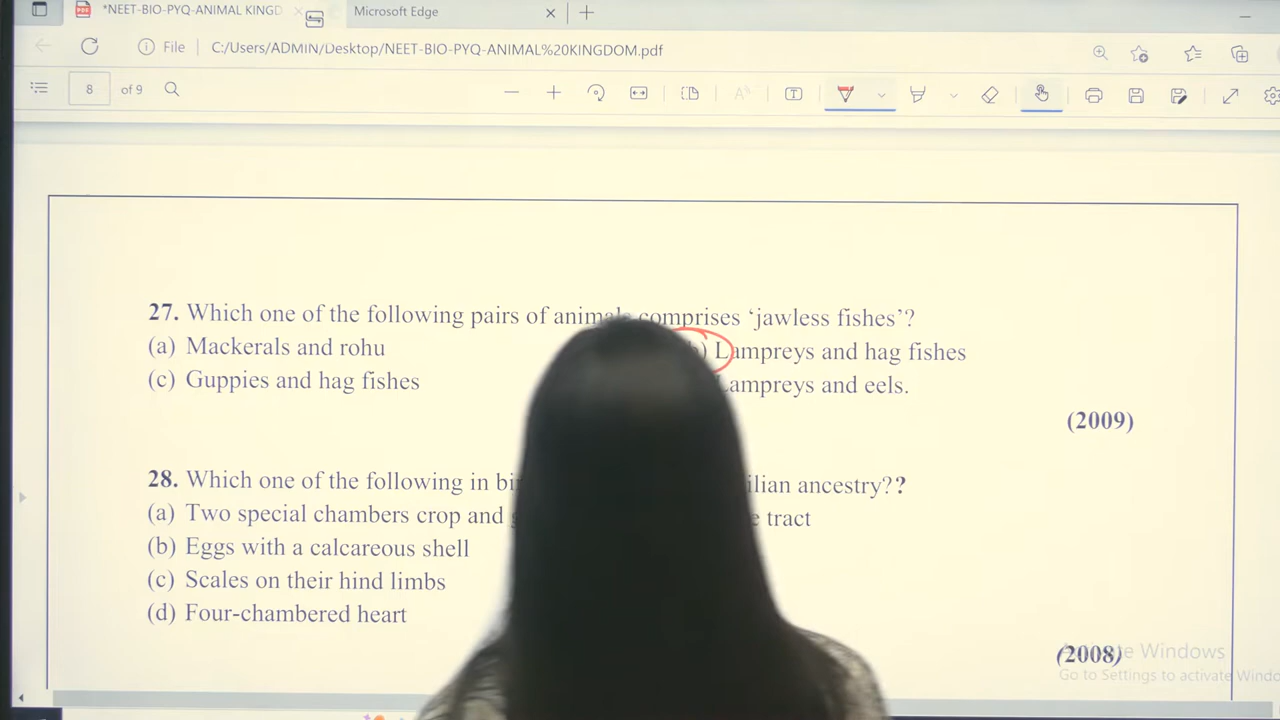 *NEET-BIO-PYQ-ANIMAL KINGD
Microsoft Edge
File
C:/Users/ADMIN/Desktop/NEET-BIO-PYQ-ANIMAL%20KINGDOM.pdf
8 of 9
27. Which one of the following pairs of animals comprises ‘jawless fishes’?
(a) Mackerals and rohu
b) Lampreys and hag fishes
(c) Guppies and hag fishes
Lampreys and eels.
(2009)
28. Which one of the following in ilian ancestry??
(a) Two special chambers crop and tract
(b) Eggs with a calcareous shell
(c) Scales on their hind limbs
(d) Four-chambered heart
(2008)
Activate Windows
Go to Settings to activate Windo